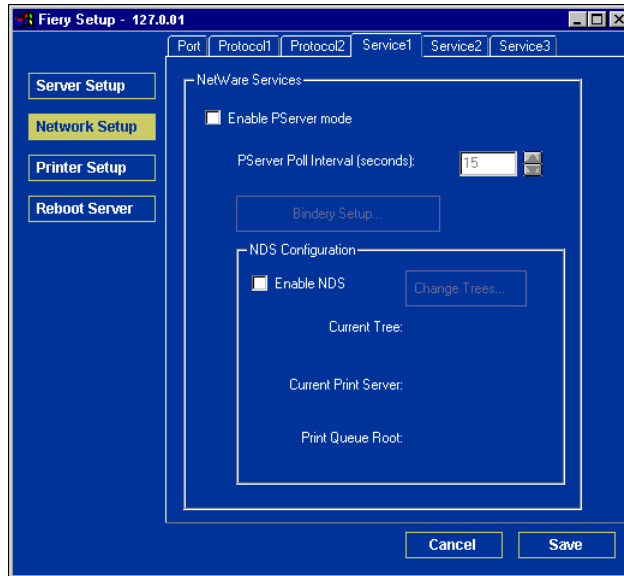 Fiery Setup - 127.0.01
Port Protocol1 Protocol2 Service1 Service2 Service3
Server Setup
Network Setup
Printer Setup
Reboot Server
NetWare Services
Enable PServer mode
PServer Poll Interval (seconds): 15
Bindery Setup...
NDS Configuration
Enable NDS Change Trees...
Current Tree:
Current Print Server:
Print Queue Root:
Cancel Save